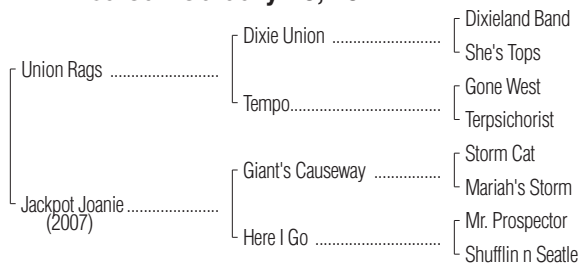 Dixieland Band
Dixie Union
She's Tops
Union Rags
Gone West
Tempo
Terpsichorist
Storm Cat
Giant's Causeway
Mariah's Storm
Jackpot Joanie
(2007)
Mr. Prospector
Here I Go
Shufflin n Seatle